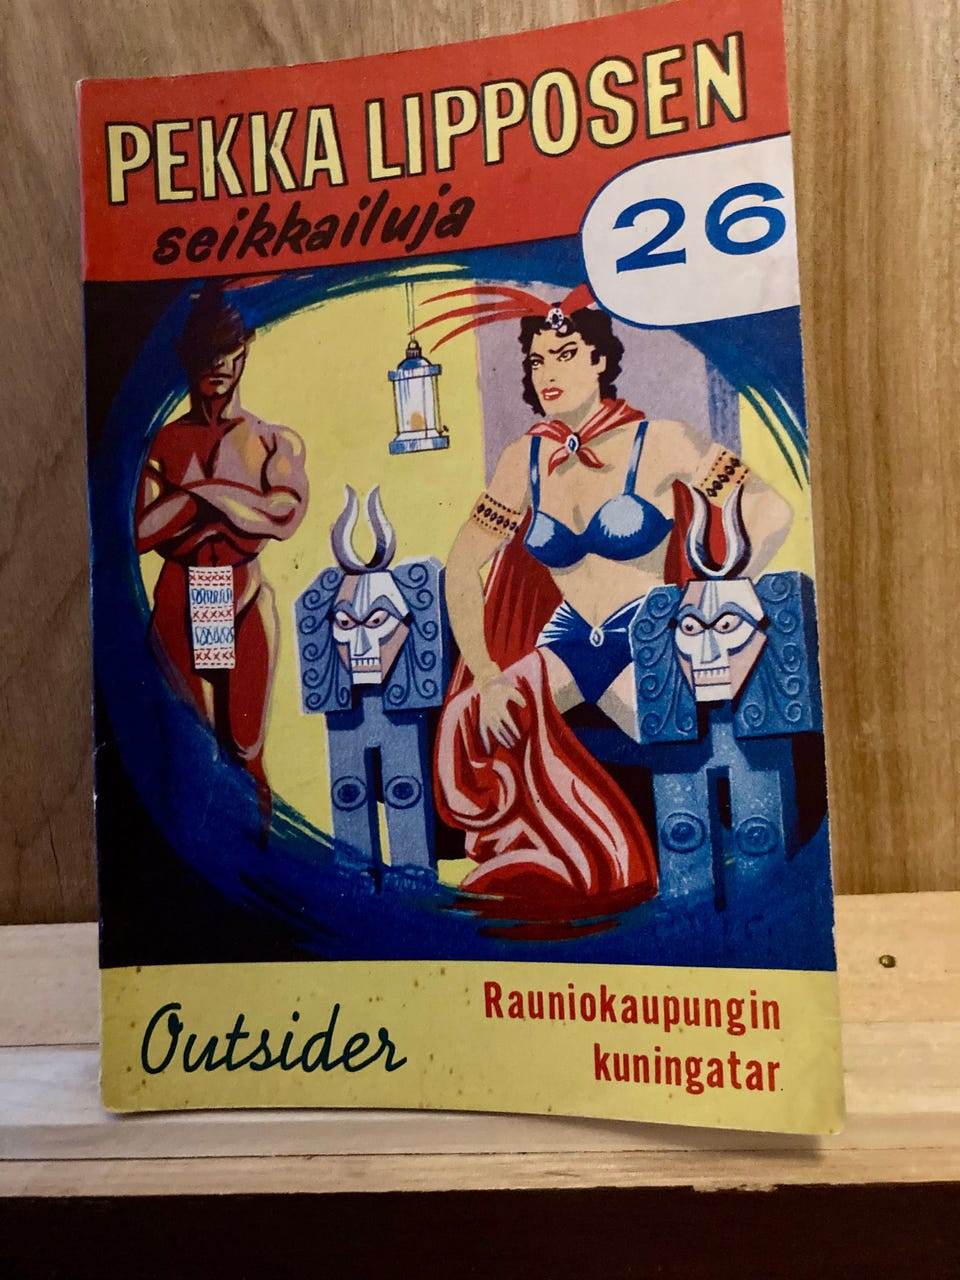 PEKKA LIPPOSEN
seikkailuja
26
Outsider
Rauniokaupungin
kuningatar